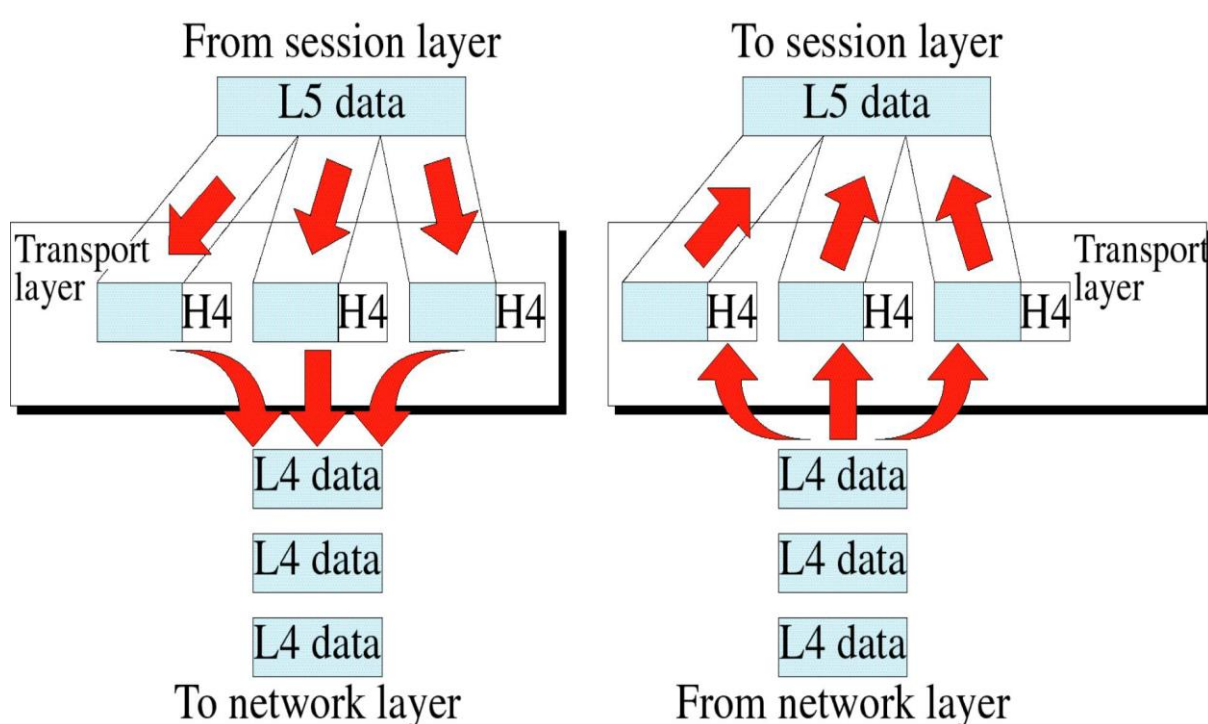 From session layer
L5 data
Transport
layer
H4
H4
H4
L4 data
L4 data
L4 data
To network layer
To session layer
L5 data
Transport
layer
H4
H4
H4
L4 data
L4 data
L4 data
From network layer